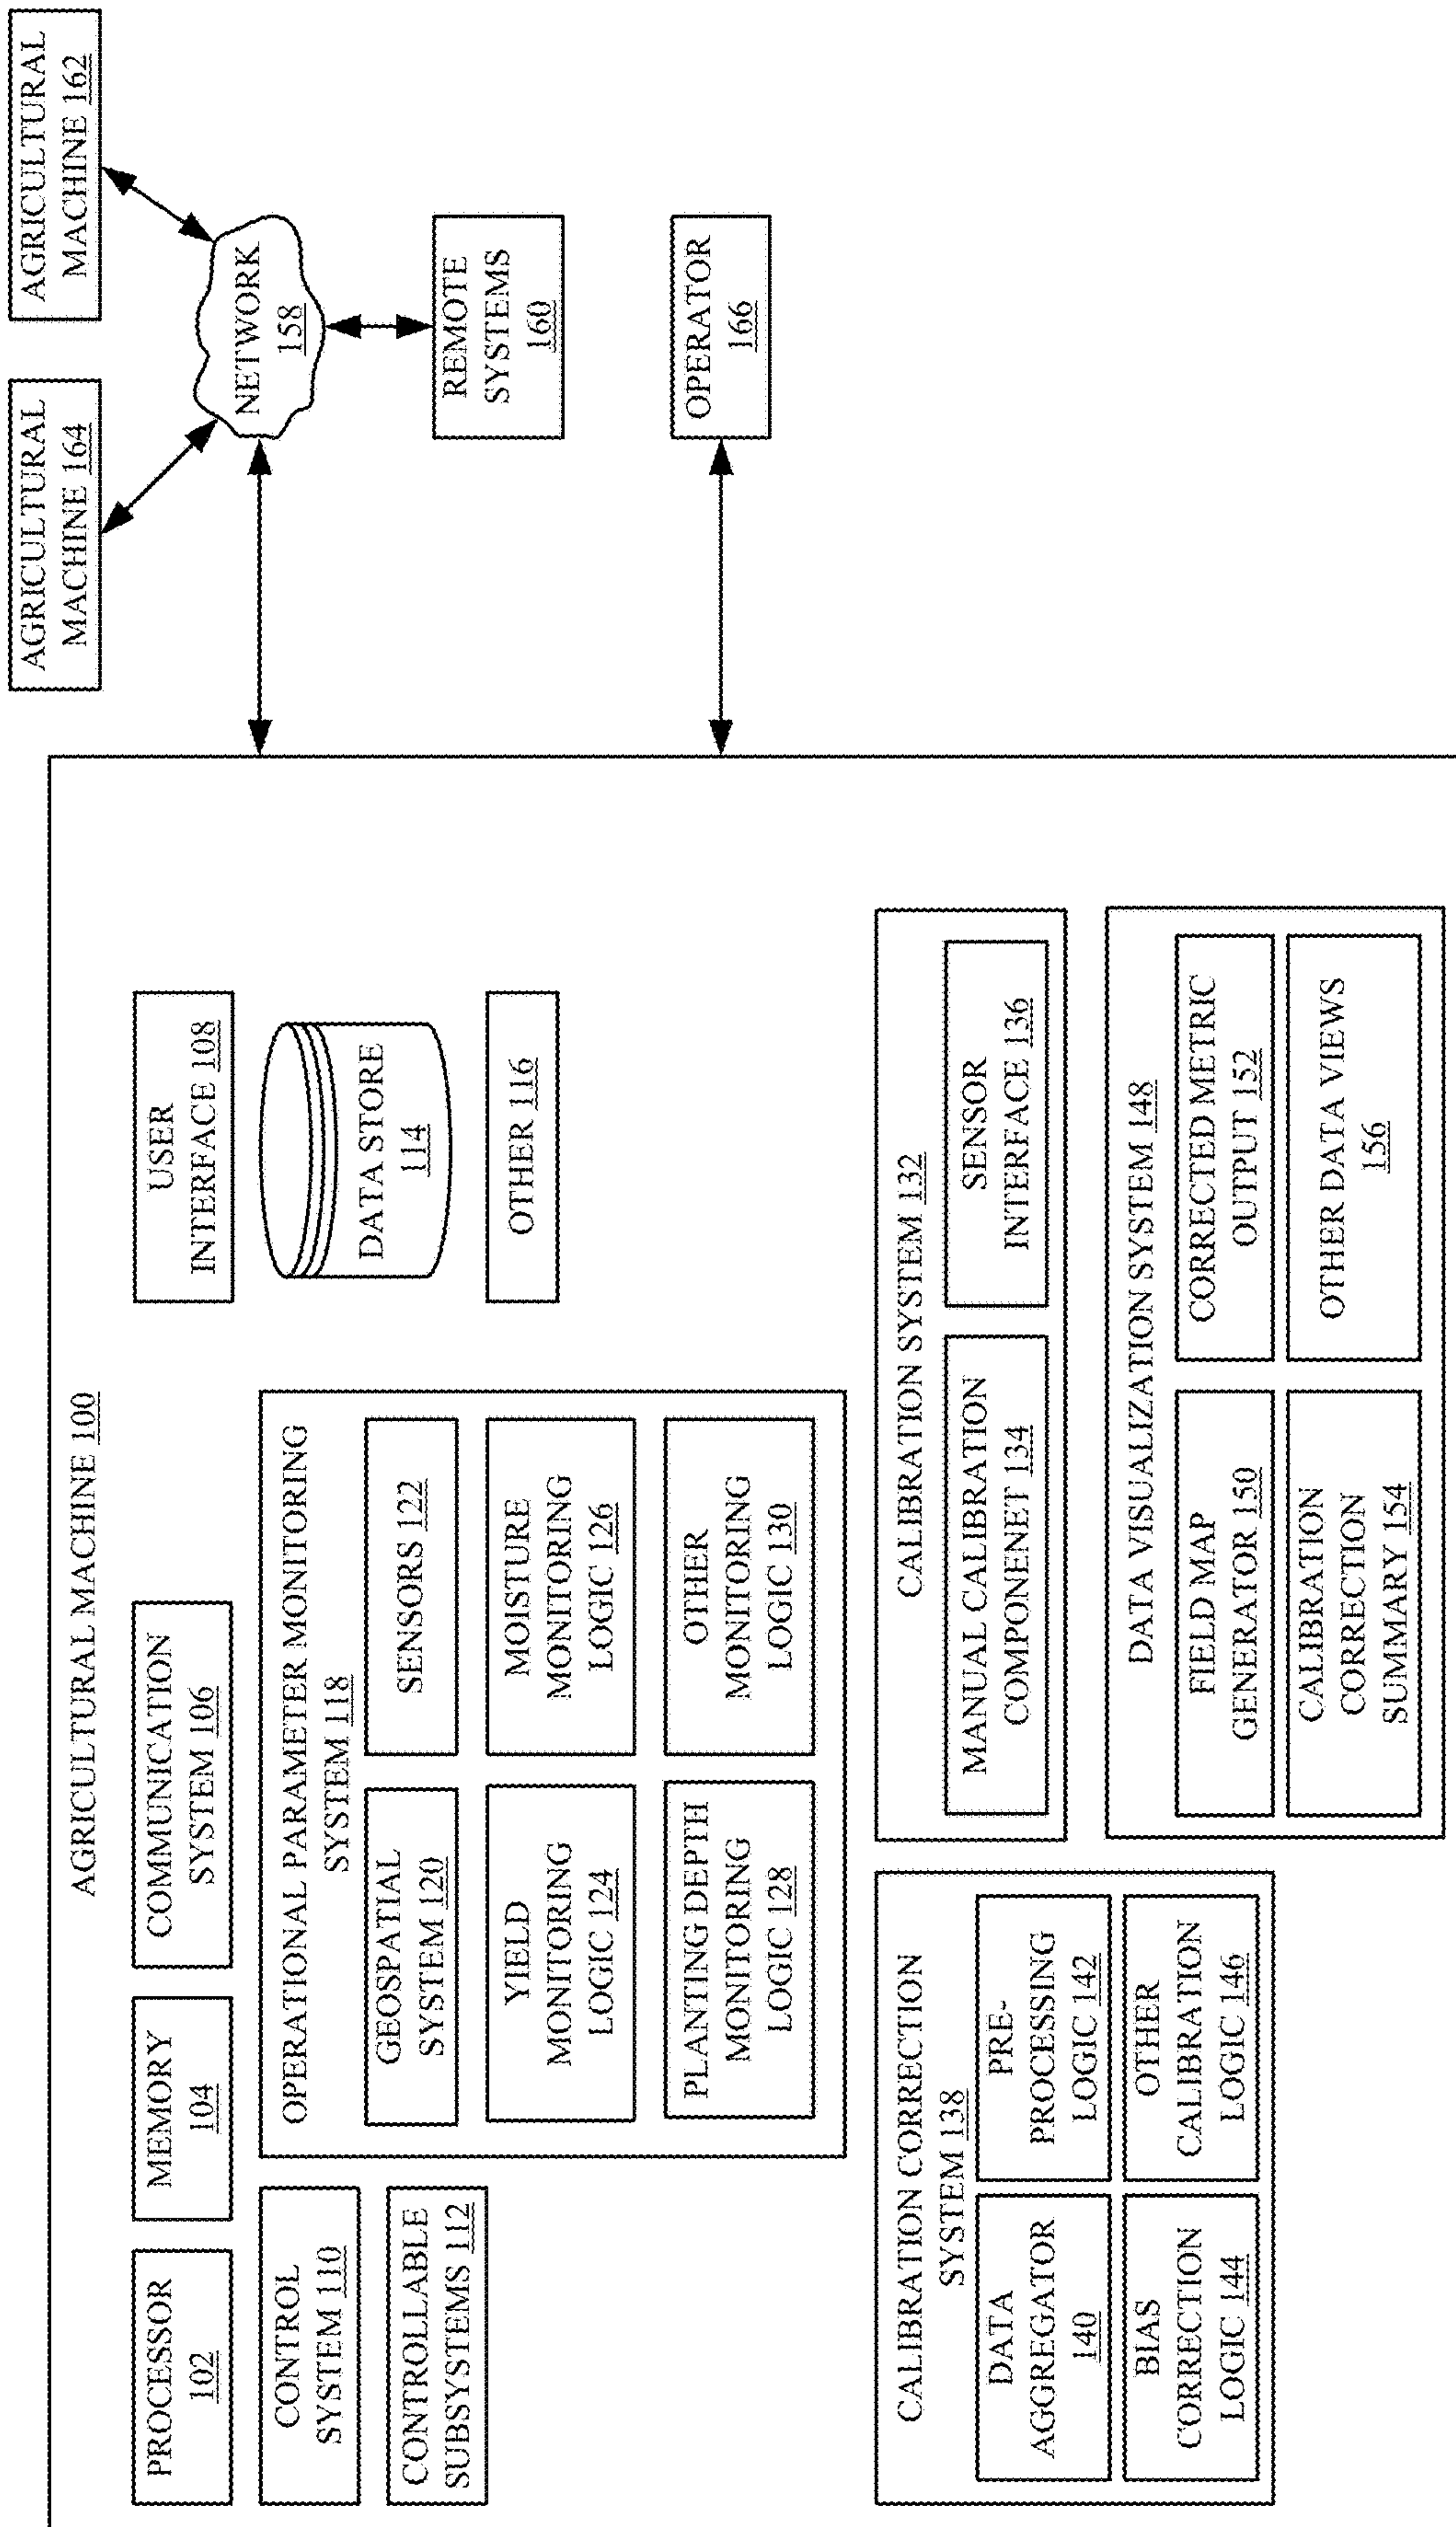 AGRICULTURAL MACHINE 100
PROCESSOR
102
MEMORY
104
COMMUNICATION
SYSTEM 106
USER
INTERFACE 108
CONTROL
SYSTEM 110
CONTROLLABLE
SUBSYSTEMS 112
DATA STORE
114
OTHER 116
OPERATIONAL PARAMETER MONITORING
SYSTEM 118
GEOSPATIAL
SYSTEM 120
SENSORS 122
YIELD
MONITORING
LOGIC 124
MOISTURE
MONITORING
LOGIC 126
PLANTING DEPTH
MONITORING
LOGIC 128
OTHER
MONITORING
LOGIC 130
CALIBRATION SYSTEM 132
MANUAL CALIBRATION
COMPONENET 134
SENSOR
INTERFACE 136
CALIBRATION CORRECTION
SYSTEM 138
DATA
AGGREGATOR
140
PRE-
PROCESSING
LOGIC 142
BIAS
CORRECTION
LOGIC 144
OTHER
CALIBRATION
LOGIC 146
DATA VISUALIZATION SYSTEM 148
FIELD MAP
GENERATOR 150
CORRECTED METRIC
OUTPUT 152
CALIBRATION
CORRECTION
SUMMARY 154
OTHER DATA VIEWS
156
AGRICULTURAL
MACHINE 164
AGRICULTURAL
MACHINE 162
NETWORK
158
REMOTE
SYSTEMS
160
OPERATOR
166